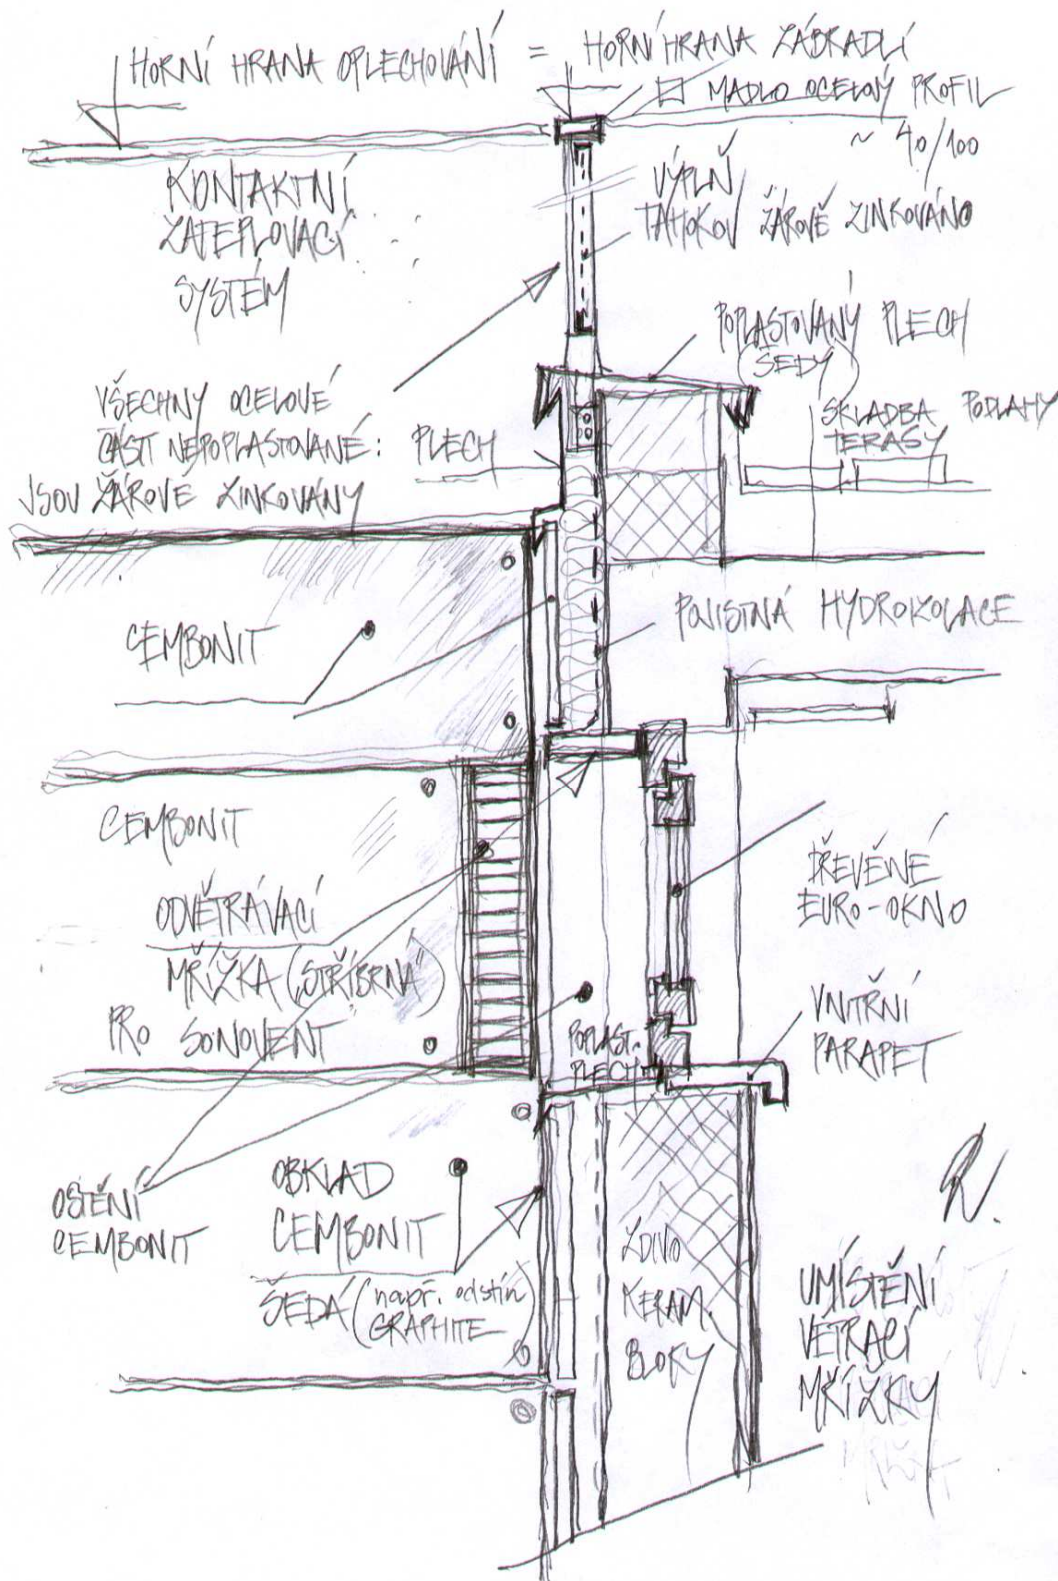 HORNÍ HRANA OPLECHOVÁNÍ = HORNÍ HRANA ZÁBRADLÍ
MADLO OCELOVÝ PROFIL
~ 40/100
KONTAKTNÍ
ZATEPLOVACÍ
SYSTÉM
VÝPLŇ
TAHOKOV ŽÁROVĚ ZINKOVÁNO
POPLASTOVANÝ PLECH
(ŠEDÝ)
VŠECHNY OCELOVÉ
ČÁSTI NEPOPLASTOVANÉ:
JSOU ŽÁROVĚ ZINKOVÁNY
PLECH
SKLADBA PODLAHY
TERASY
CEMBONIT
POJISTNÁ HYDROIZOLACE
CEMBONIT
ODVĚTRÁVACÍ
MŘÍŽKA („STŘÍBRNÁ“)
PRO SONOVENT
DŘEVĚNÉ
EURO-OKNO
VNITŘNÍ
PARAPET
POPLAST.
PLECH
OSTĚNÍ
CEMBONIT
OBKLAD
CEMBONIT
ŠEDÁ (např. odstín
GRAPHITE)
ZDIVO
KERAM.
BLOKY
UMÍSTĚNÍ
VĚTRACÍ
MŘÍŽKY